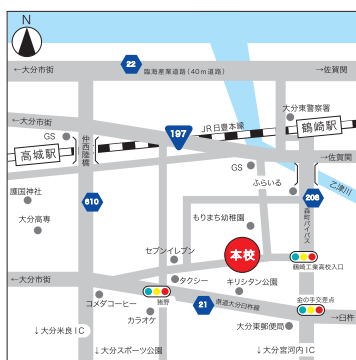 N
22
臨海産業道路(40m道路)
←大分市街
→佐賀関
大分東警察署
←大分市街
GS
仲西陸橋
197
JR日豊本線
鶴崎駅
高城駅
→佐賀関
GS
乙津川
ふらいる
護国神社
610
206
森町バイパス
大分高専
もりまち幼稚園
本校
セブンイレブン
鶴崎工業高校入口
←大分市街
タクシー
キリシタン公園
コメダコーヒー
猪野
21
県道大分臼杵線
金の手交差点
カラオケ
→臼杵
大分東郵便局
↓大分米良IC
↓大分スポーツ公園
↓大分宮河内IC